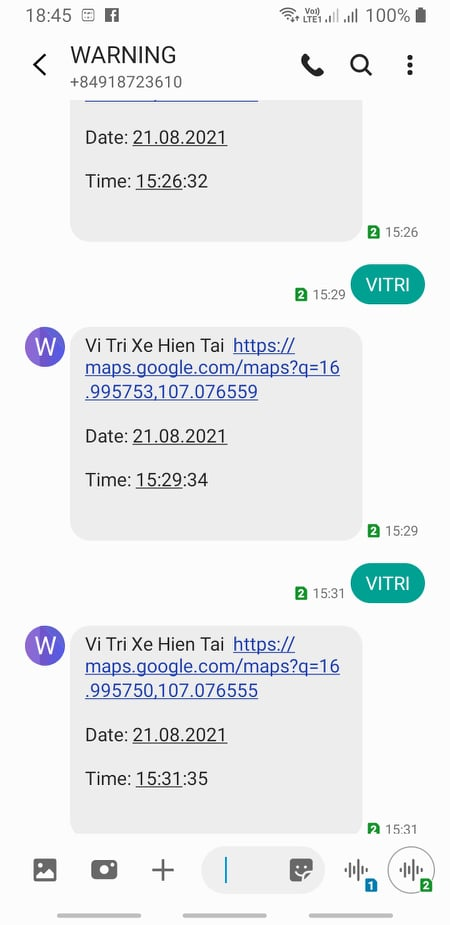 18:45 Vo) LTE1 100%
WARNING
+84918723610
Date: 21.08.2021
Time: 15:26:32
2 15:26
2 15:29 VITRI
W
Vi Tri Xe Hien Tai https://
maps.google.com/maps?q=16
.995753,107.076559
Date: 21.08.2021
Time: 15:29:34
2 15:29
2 15:31 VITRI
W
Vi Tri Xe Hien Tai https://
maps.google.com/maps?q=16
.995750,107.076555
Date: 21.08.2021
Time: 15:31:35
2 15:31
1 2